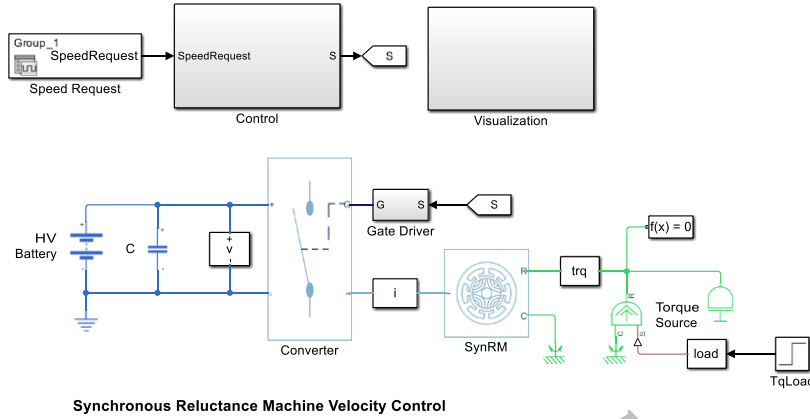 Group_1
SpeedRequest
Speed Request
SpeedRequest
S
Control
S
Visualization
HV
Battery
C
+
v
-
+
-
G
Converter
G
S
Gate Driver
S
i
R
C
SynRM
trq
f(x) = 0
R
C
S
Torque
Source
load
TqLoad
Synchronous Reluctance Machine Velocity Control